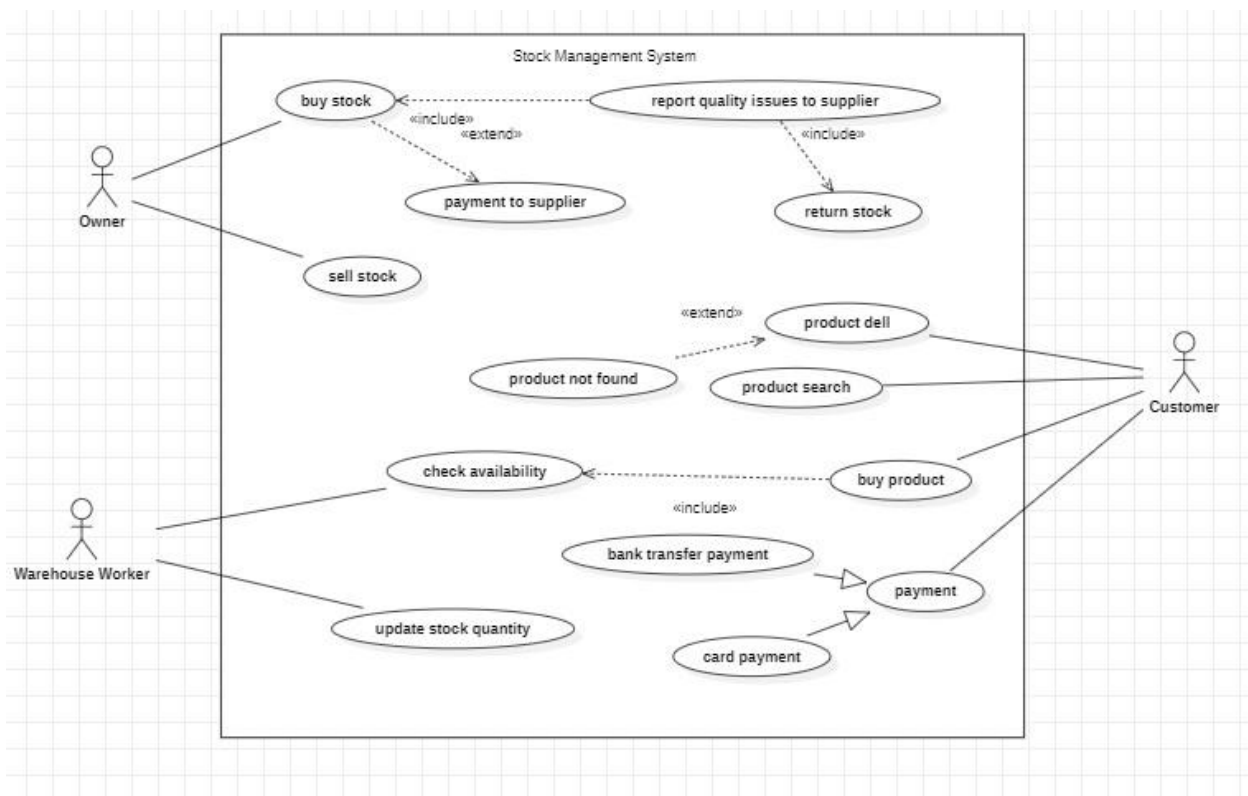 Stock Management System
buy stock
report quality issues to supplier
«include»
«extend»
«include»
payment to supplier
return stock
Owner
sell stock
«extend»
product dell
product not found
product search
Customer
check availability
buy product
«include»
bank transfer payment
Warehouse Worker
payment
update stock quantity
card payment